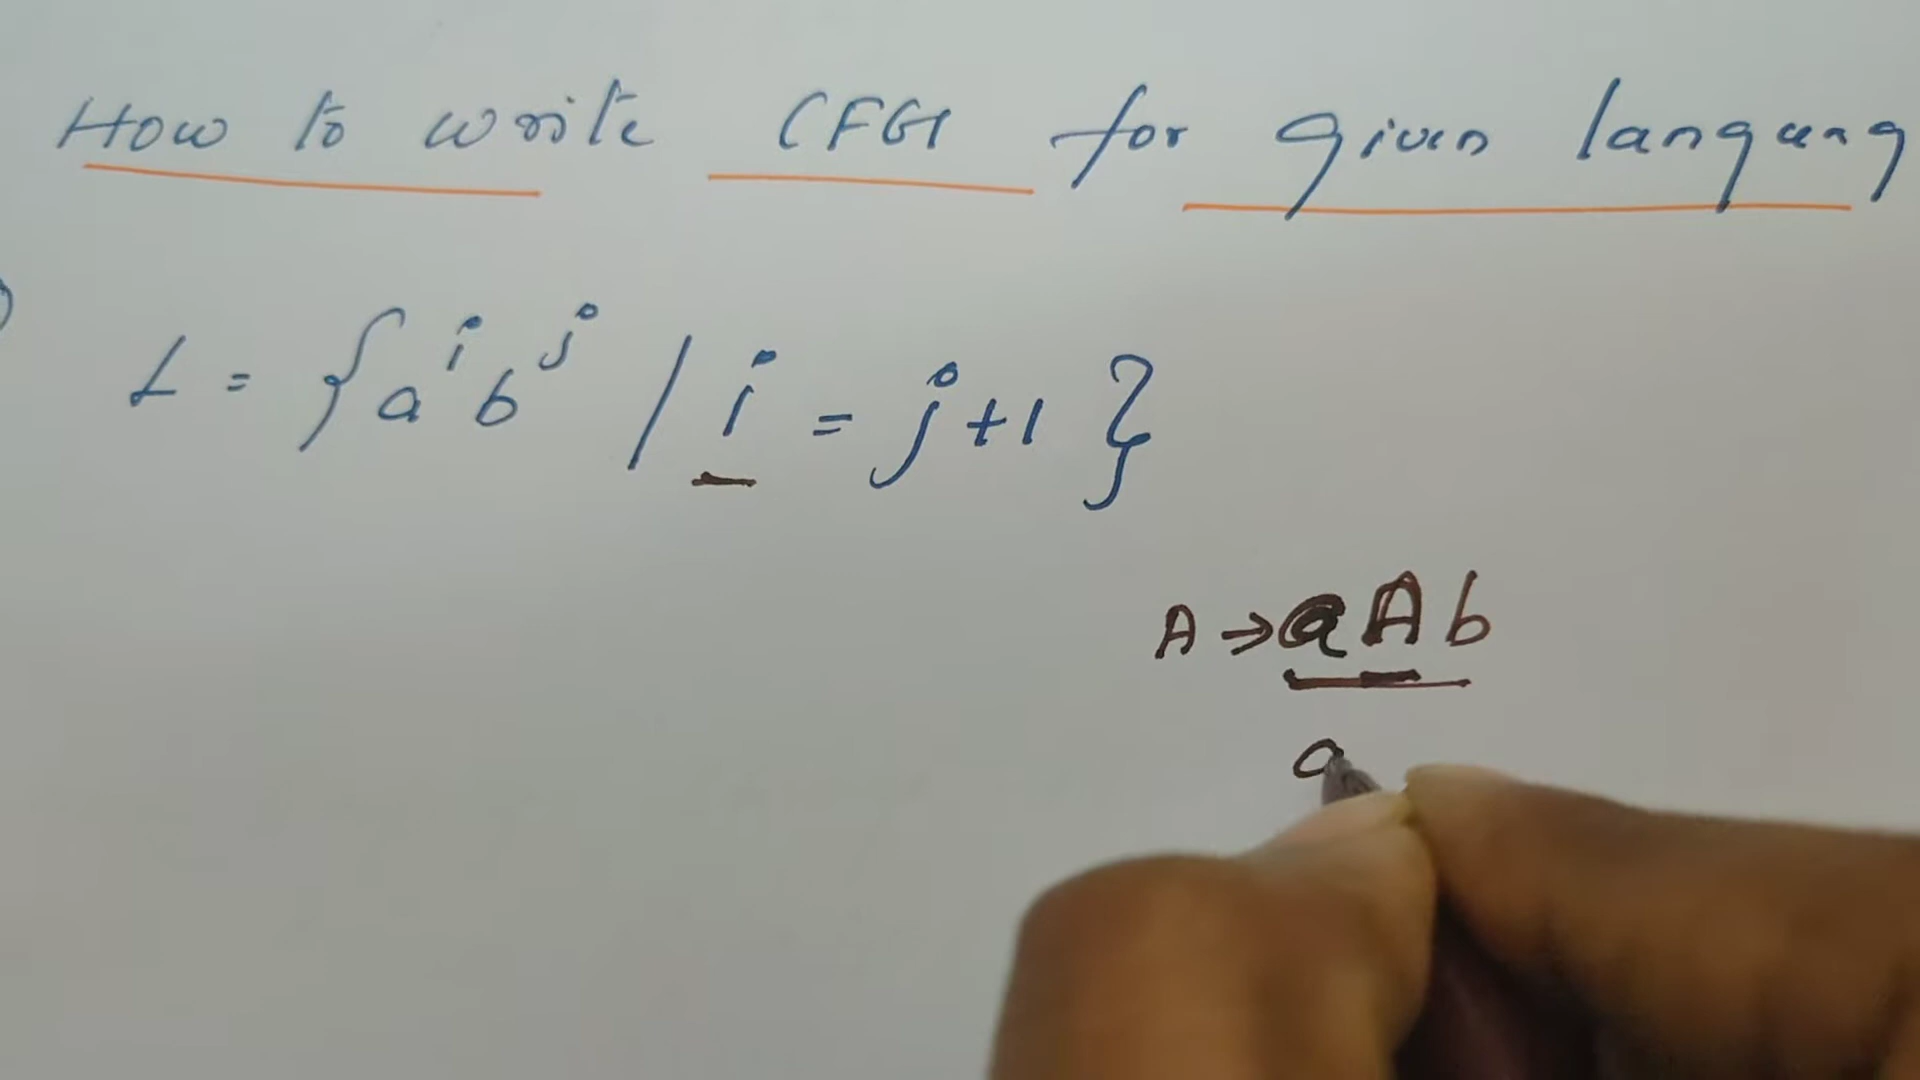 How to write CFG for given languag
)
L = { a^i b^j / i = j+1 }
A → aAb
a